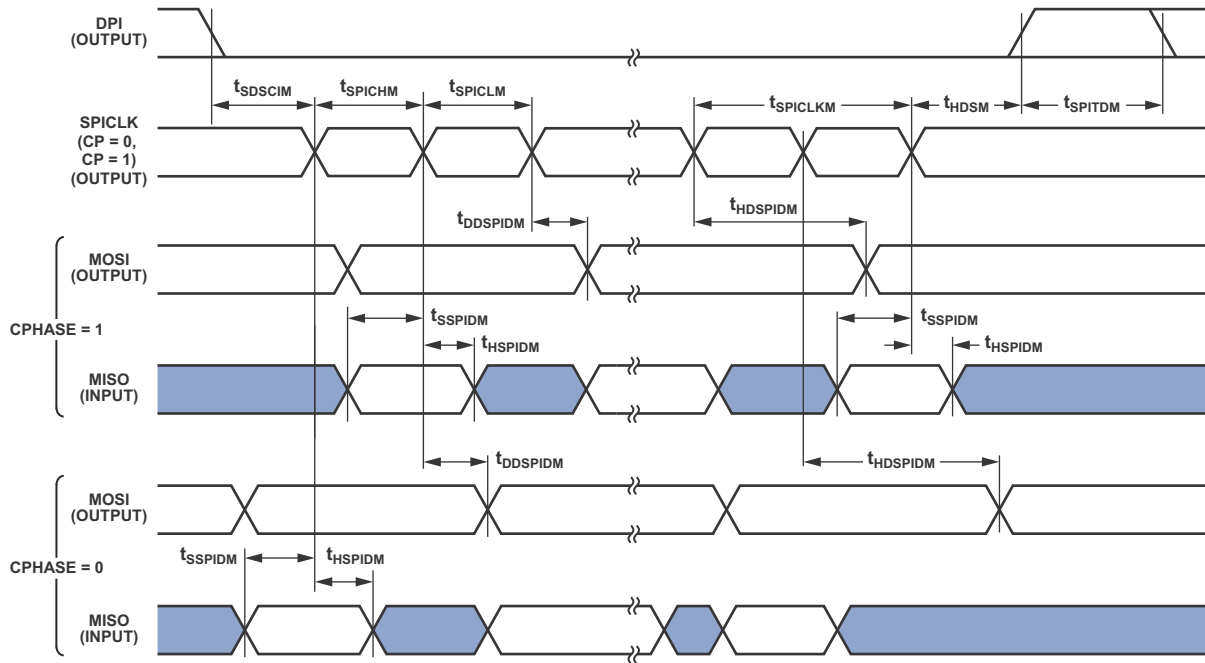 DPI
(OUTPUT)
tSDSCIM
tSPICHM
tSPICLM
tSPICLKM
tHDSM
tSPITDM
SPICLK
(CP = 0,
CP = 1)
(OUTPUT)
tDDSPIDM
tHDSPIDM
MOSI
(OUTPUT)
CPHASE = 1
tSSPIDM
tSSPIDM
tHSPIDM
tHSPIDM
MISO
(INPUT)
tDDSPIDM
tHDSPIDM
MOSI
(OUTPUT)
CPHASE = 0
tSSPIDM
tHSPIDM
MISO
(INPUT)